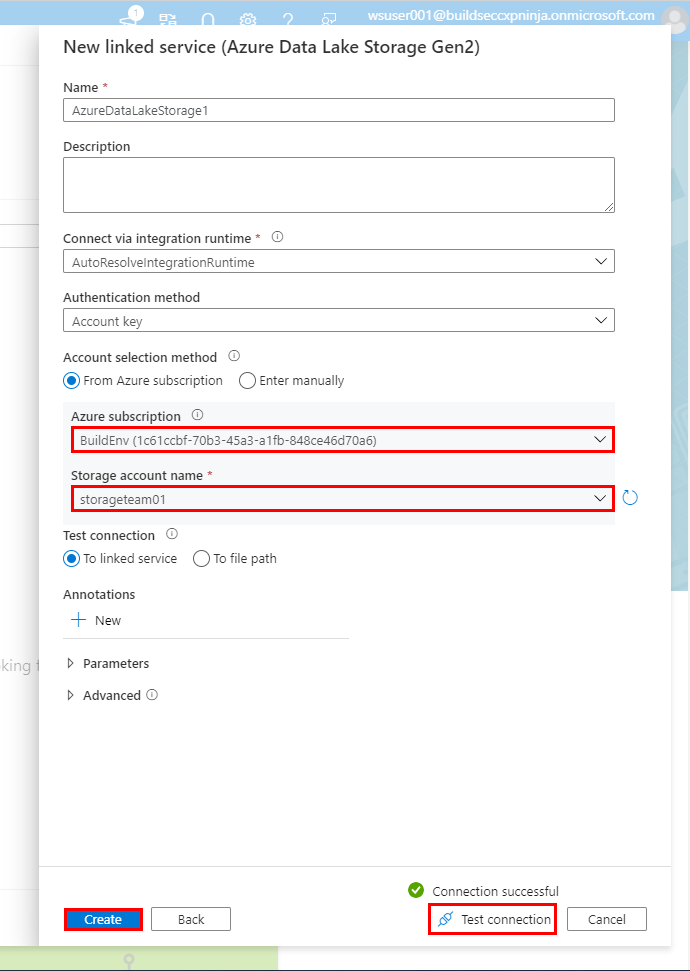 1
wsuser001@buildseccxpninja.onmicrosoft.com
New linked service (Azure Data Lake Storage Gen2)
Name *
AzureDataLakeStorage1
Description
Connect via integration runtime *
AutoResolveIntegrationRuntime
Authentication method
Account key
Account selection method
From Azure subscription Enter manually
Azure subscription
BuildEnv (1c61ccbf-70b3-45a3-a1fb-848ce46d70a6)
Storage account name *
storageteam01
Test connection
To linked service To file path
Annotations
New
Parameters
Advanced
Connection successful
Create Back Test connection Cancel